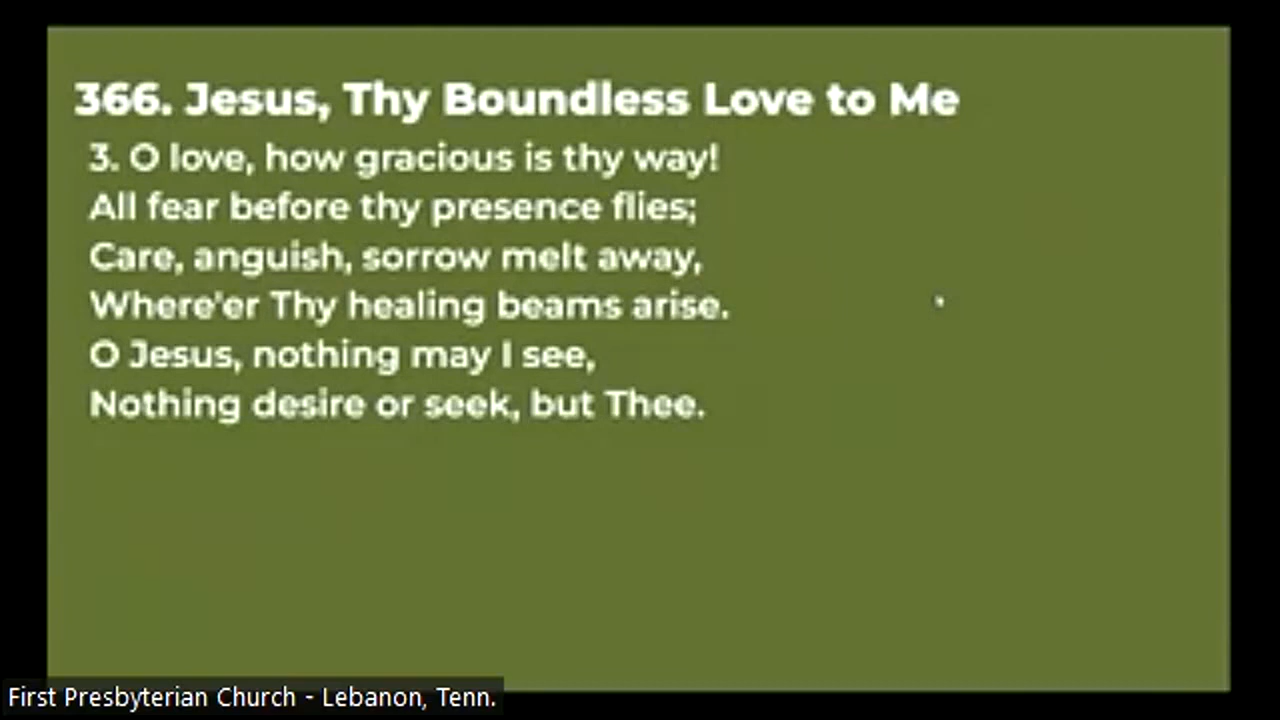 366. Jesus, Thy Boundless Love to Me
3. O love, how gracious is thy way!
All fear before thy presence flies;
Care, anguish, sorrow melt away,
Where'er Thy healing beams arise.
O Jesus, nothing may I see,
Nothing desire or seek, but Thee.
First Presbyterian Church - Lebanon, Tenn.